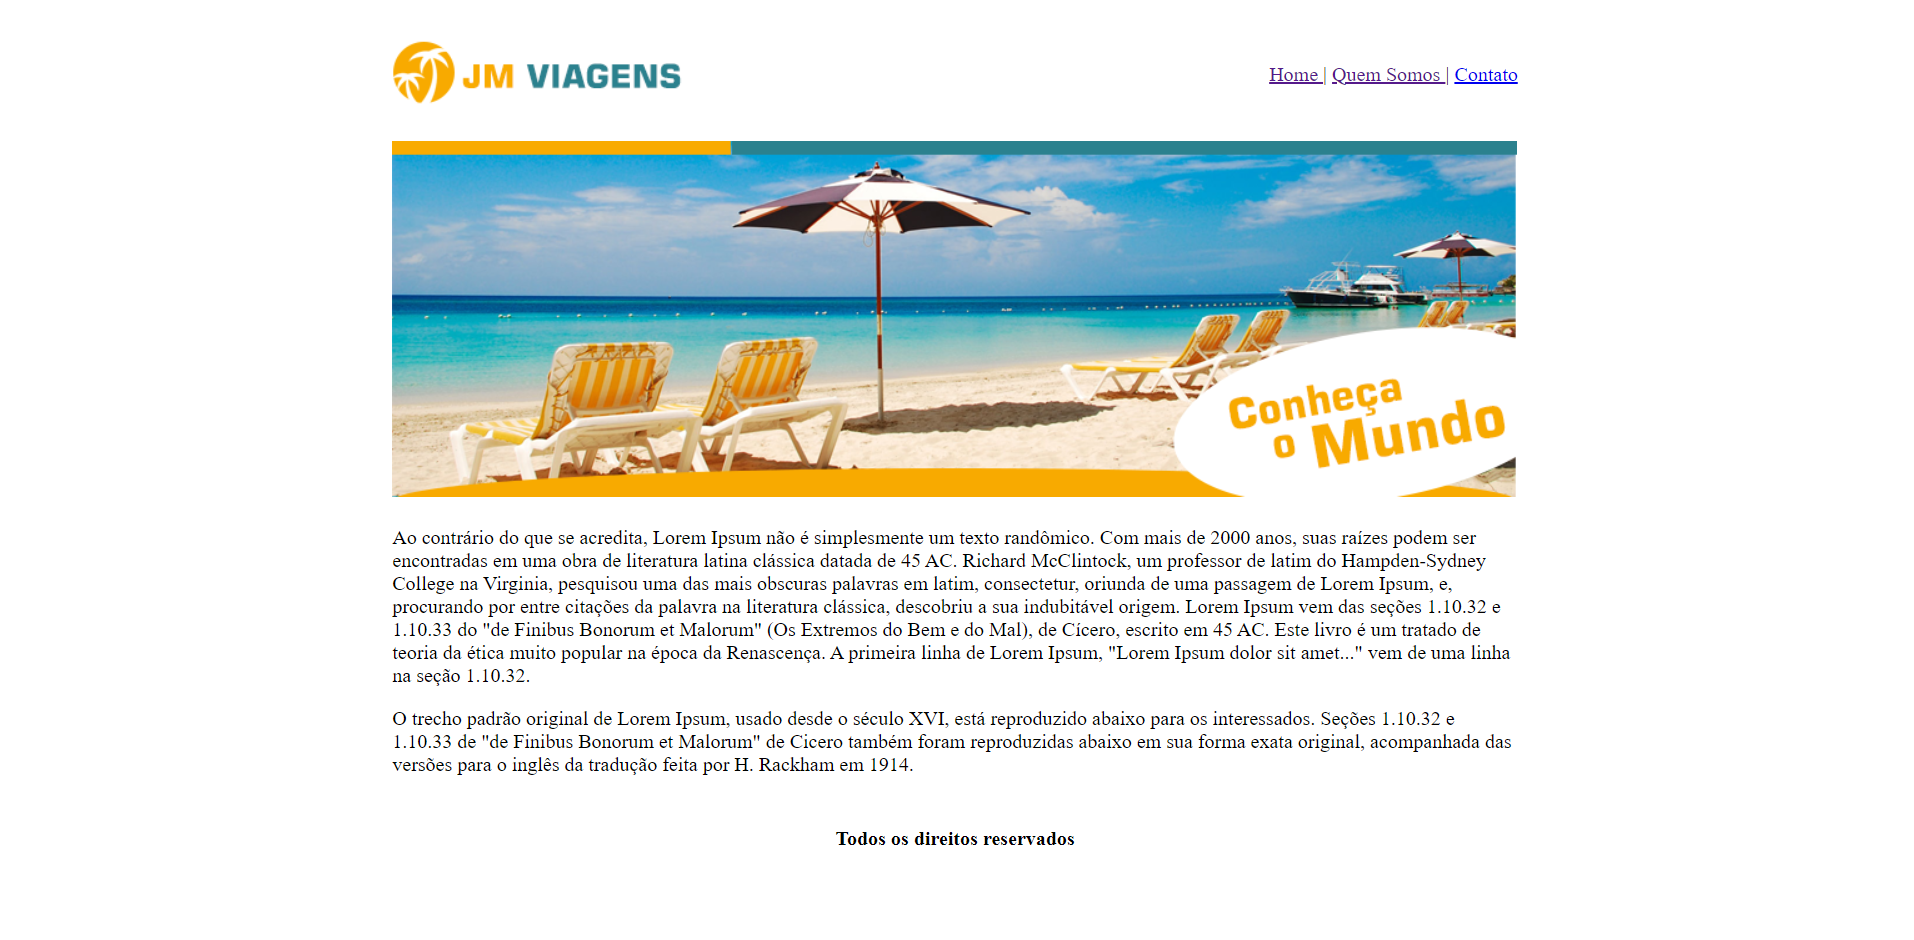 JM VIAGENS
Home | Quem Somos | Contato
Conheça
o Mundo
Ao contrário do que se acredita, Lorem Ipsum não é simplesmente um texto randômico. Com mais de 2000 anos, suas raízes podem ser
encontradas em uma obra de literatura latina clássica datada de 45 AC. Richard McClintock, um professor de latim do Hampden-Sydney
College na Virginia, pesquisou uma das mais obscuras palavras em latim, consectetur, oriunda de uma passagem de Lorem Ipsum, e,
procurando por entre citações da palavra na literatura clássica, descobriu a sua indubitável origem. Lorem Ipsum vem das seções 1.10.32 e
1.10.33 do "de Finibus Bonorum et Malorum" (Os Extremos do Bem e do Mal), de Cícero, escrito em 45 AC. Este livro é um tratado de
teoria da ética muito popular na época da Renascença. A primeira linha de Lorem Ipsum, "Lorem Ipsum dolor sit amet..." vem de uma linha
na seção 1.10.32.
O trecho padrão original de Lorem Ipsum, usado desde o século XVI, está reproduzido abaixo para os interessados. Seções 1.10.32 e
1.10.33 de "de Finibus Bonorum et Malorum" de Cicero também foram reproduzidas abaixo em sua forma exata original, acompanhada das
versões para o inglês da tradução feita por H. Rackham em 1914.
Todos os direitos reservados